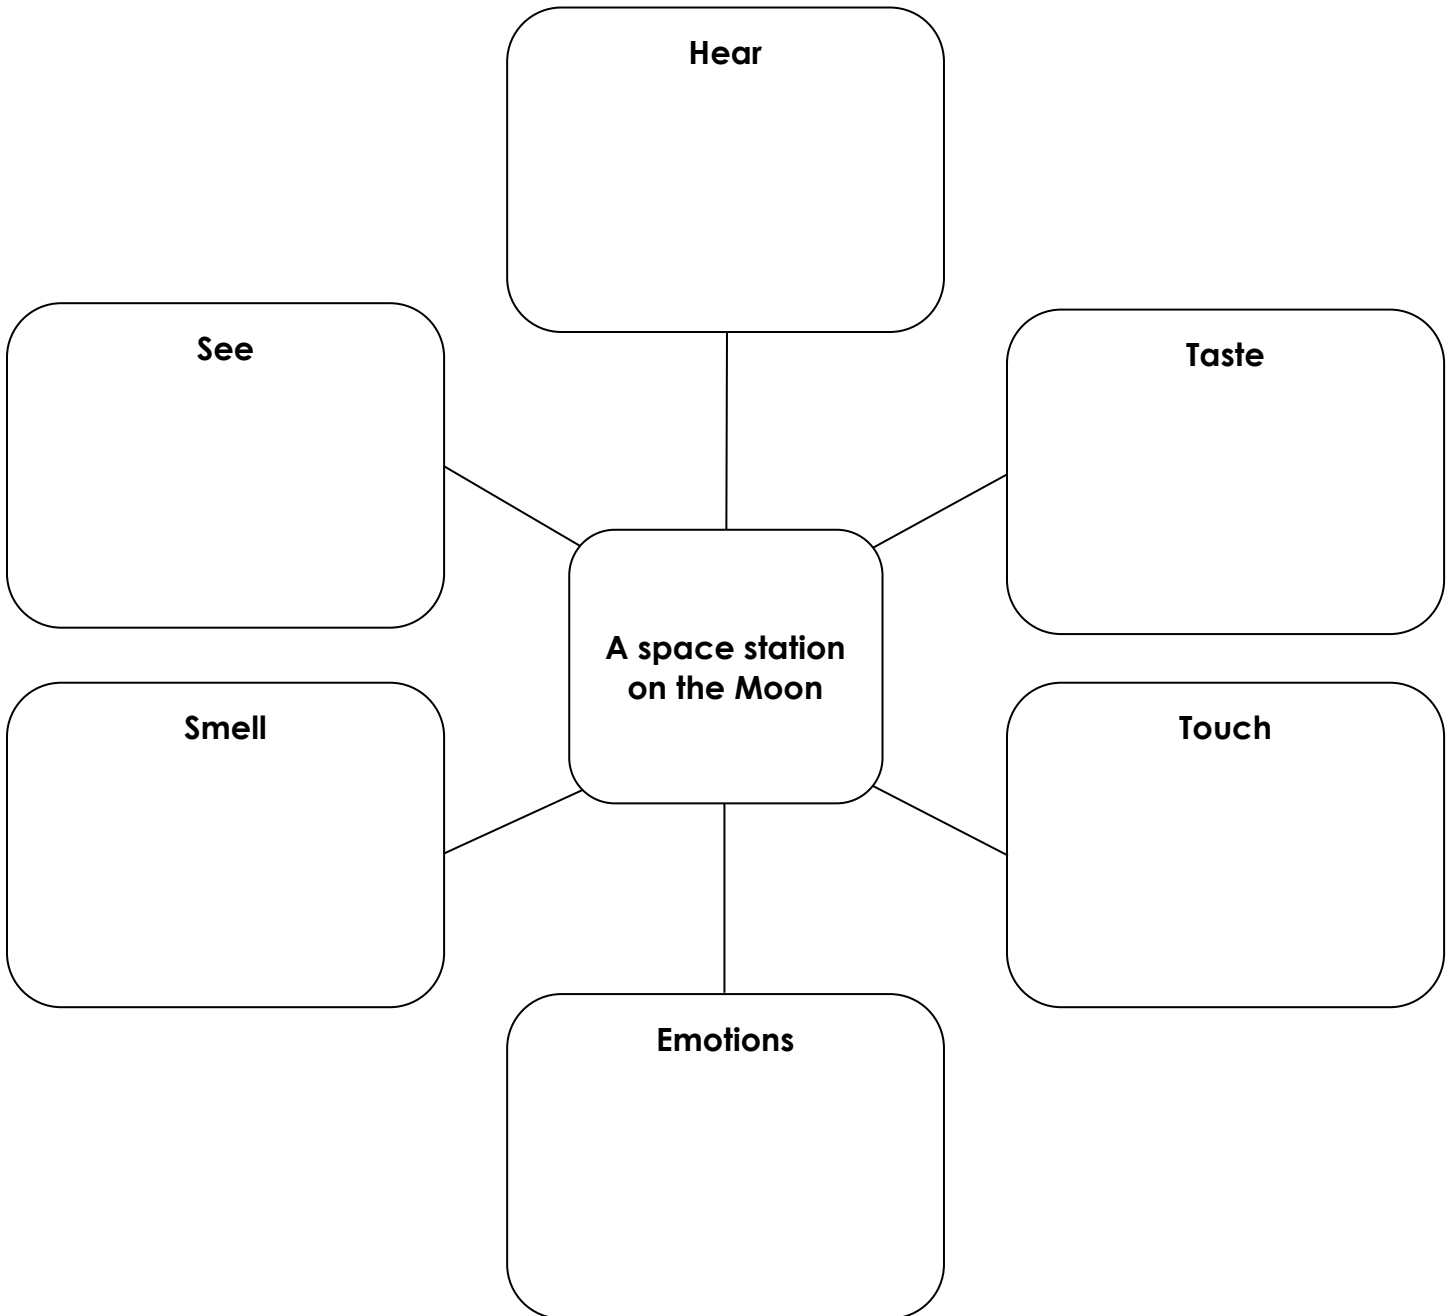 Hear
See
Taste
A space station
on the Moon
Smell
Touch
Emotions